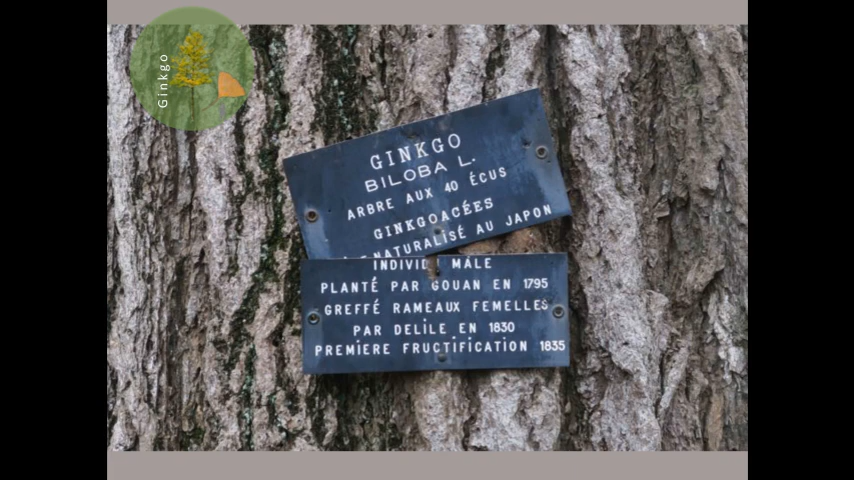 Ginkgo
GINKGO
BILOBA L.
ARBRE AUX 40 ÉCUS
GINKGOACÉES
NATURALISÉ AU JAPON
MÂLE
PLANTÉ PAR GOUAN EN 1795
GREFFÉ RAMEAUX FEMELLES
PAR DELILE EN 1830
PREMIERE FRUCTIFICATION 1835